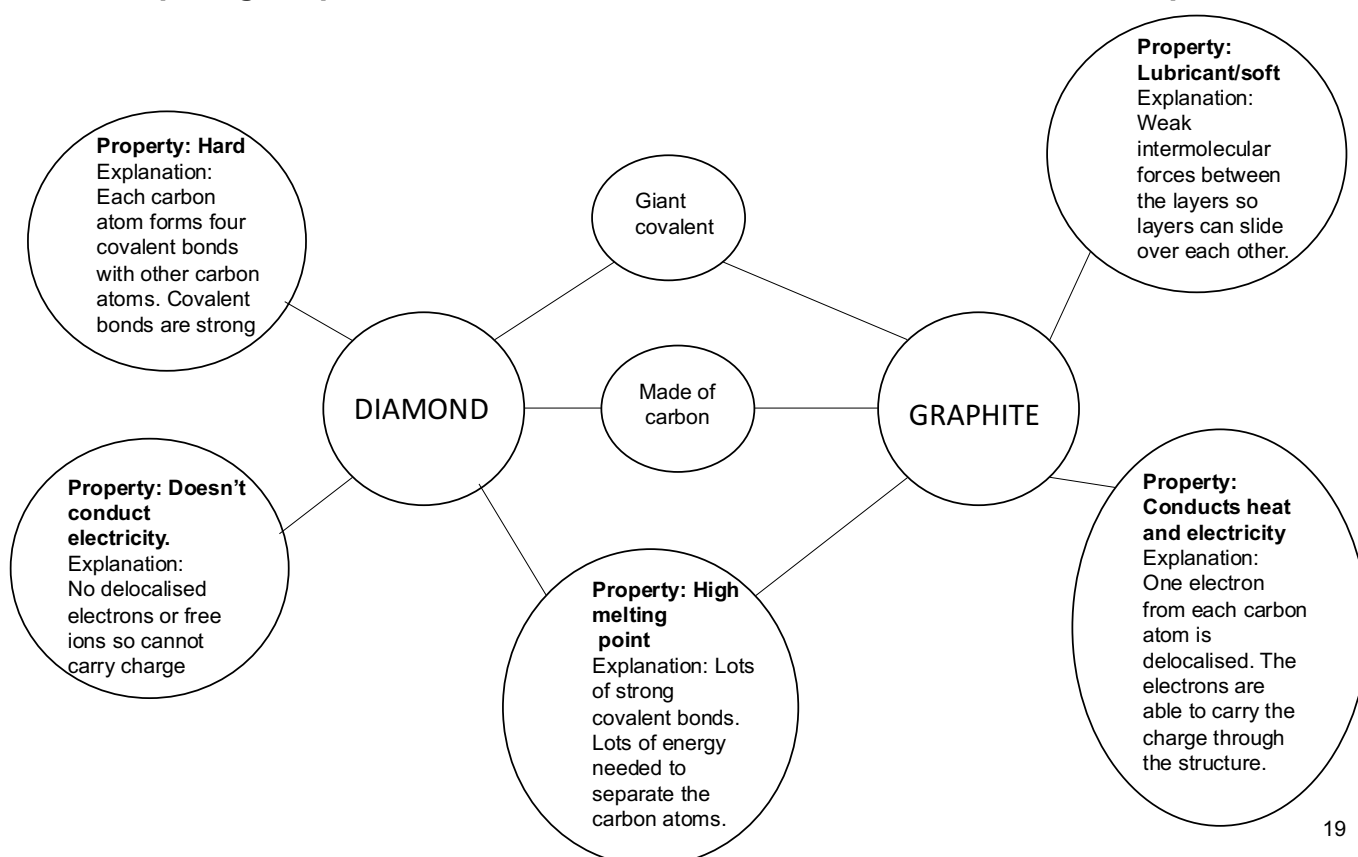 Property: Hard
Explanation:
Each carbon
atom forms four
covalent bonds
with other carbon
atoms. Covalent
bonds are strong
Giant
covalent
Property:
Lubricant/soft
Explanation:
Weak
intermolecular
forces between
the layers so
layers can slide
over each other.
DIAMOND
Made of
carbon
GRAPHITE
Property: Doesn’t
conduct
electricity.
Explanation:
No delocalised
electrons or free
ions so cannot
carry charge
Property: High
melting
point
Explanation: Lots
of strong
covalent bonds.
Lots of energy
needed to
separate the
carbon atoms.
Property:
Conducts heat
and electricity
Explanation:
One electron
from each carbon
atom is
delocalised. The
electrons are
able to carry the
charge through
the structure.
19